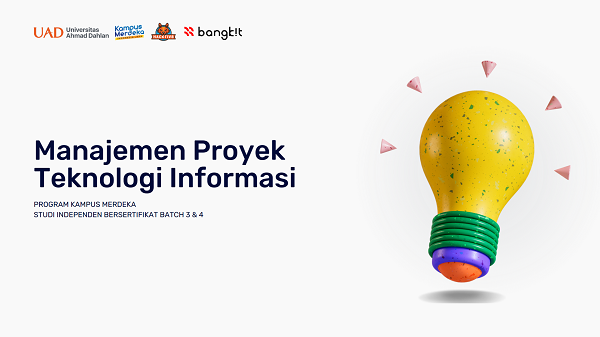 UAD Universitas
Ahmad Dahlan
Kampus
Merdeka
bangk!t
Manajemen Proyek
Teknologi Informasi
PROGRAM KAMPUS MERDEKA
STUDI INDEPENDEN BERSERTIFIKAT BATCH 3 & 4